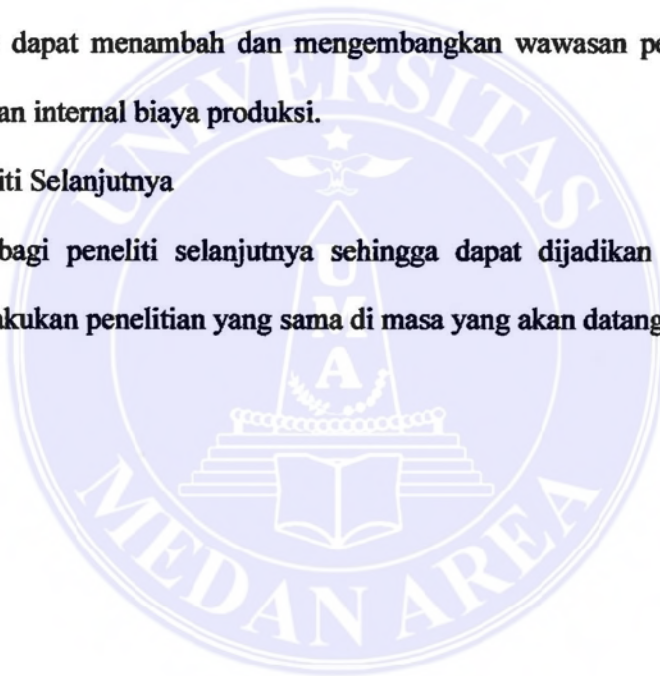 dapat menambah dan mengembangkan wawasan
an internal biaya produksi.
iti Selanjutnya
bagi peneliti selanjutnya sehingga dapat dijadikan
akukan penelitian yang sama di masa yang akan datang
UNIVERSITAS
UMA
MEDAN AREA